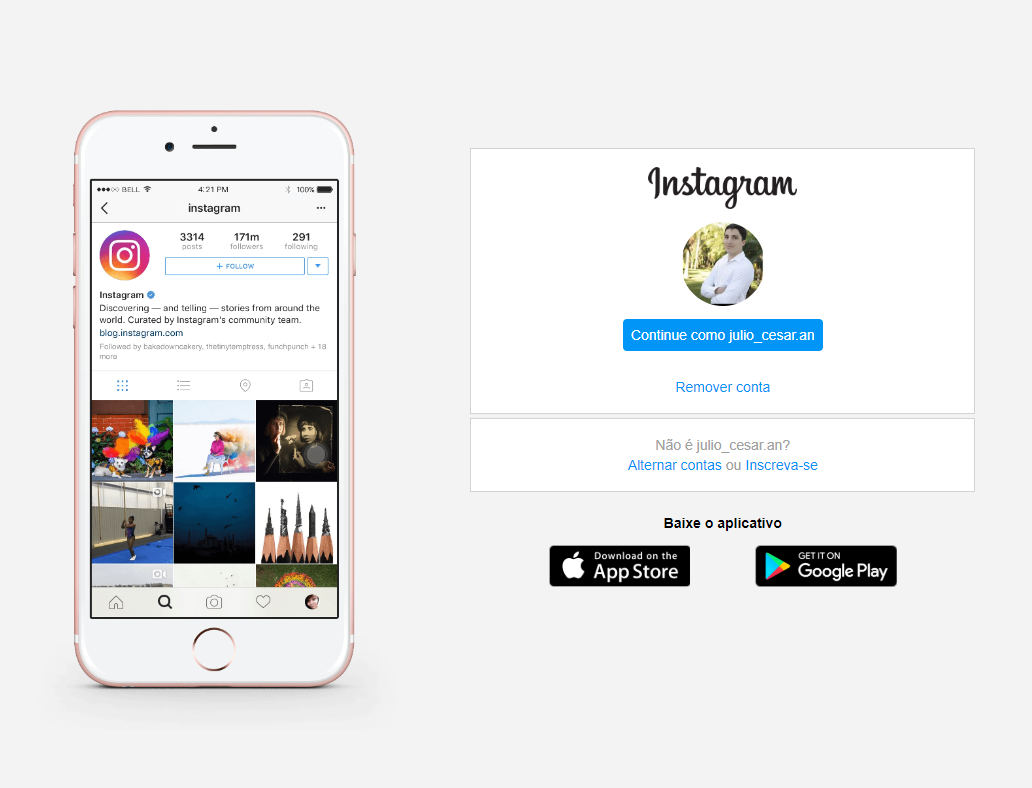 BELL 4:21 PM 100%
instagram
3314 171m 291
posts followers following
+ FOLLOW
Instagram
Discovering — and telling — stories from around the
world. Curated by Instagram's community team.
blog.instagram.com
Followed by bakedowncakery, thetinytemptress, funchpunch + 18
more
Instagram
Continue como julio_cesar.an
Remover conta
Não é julio_cesar.an?
Alternar contas ou Inscreva-se
Baixe o aplicativo
Download on the
App Store
GET IT ON
Google Play